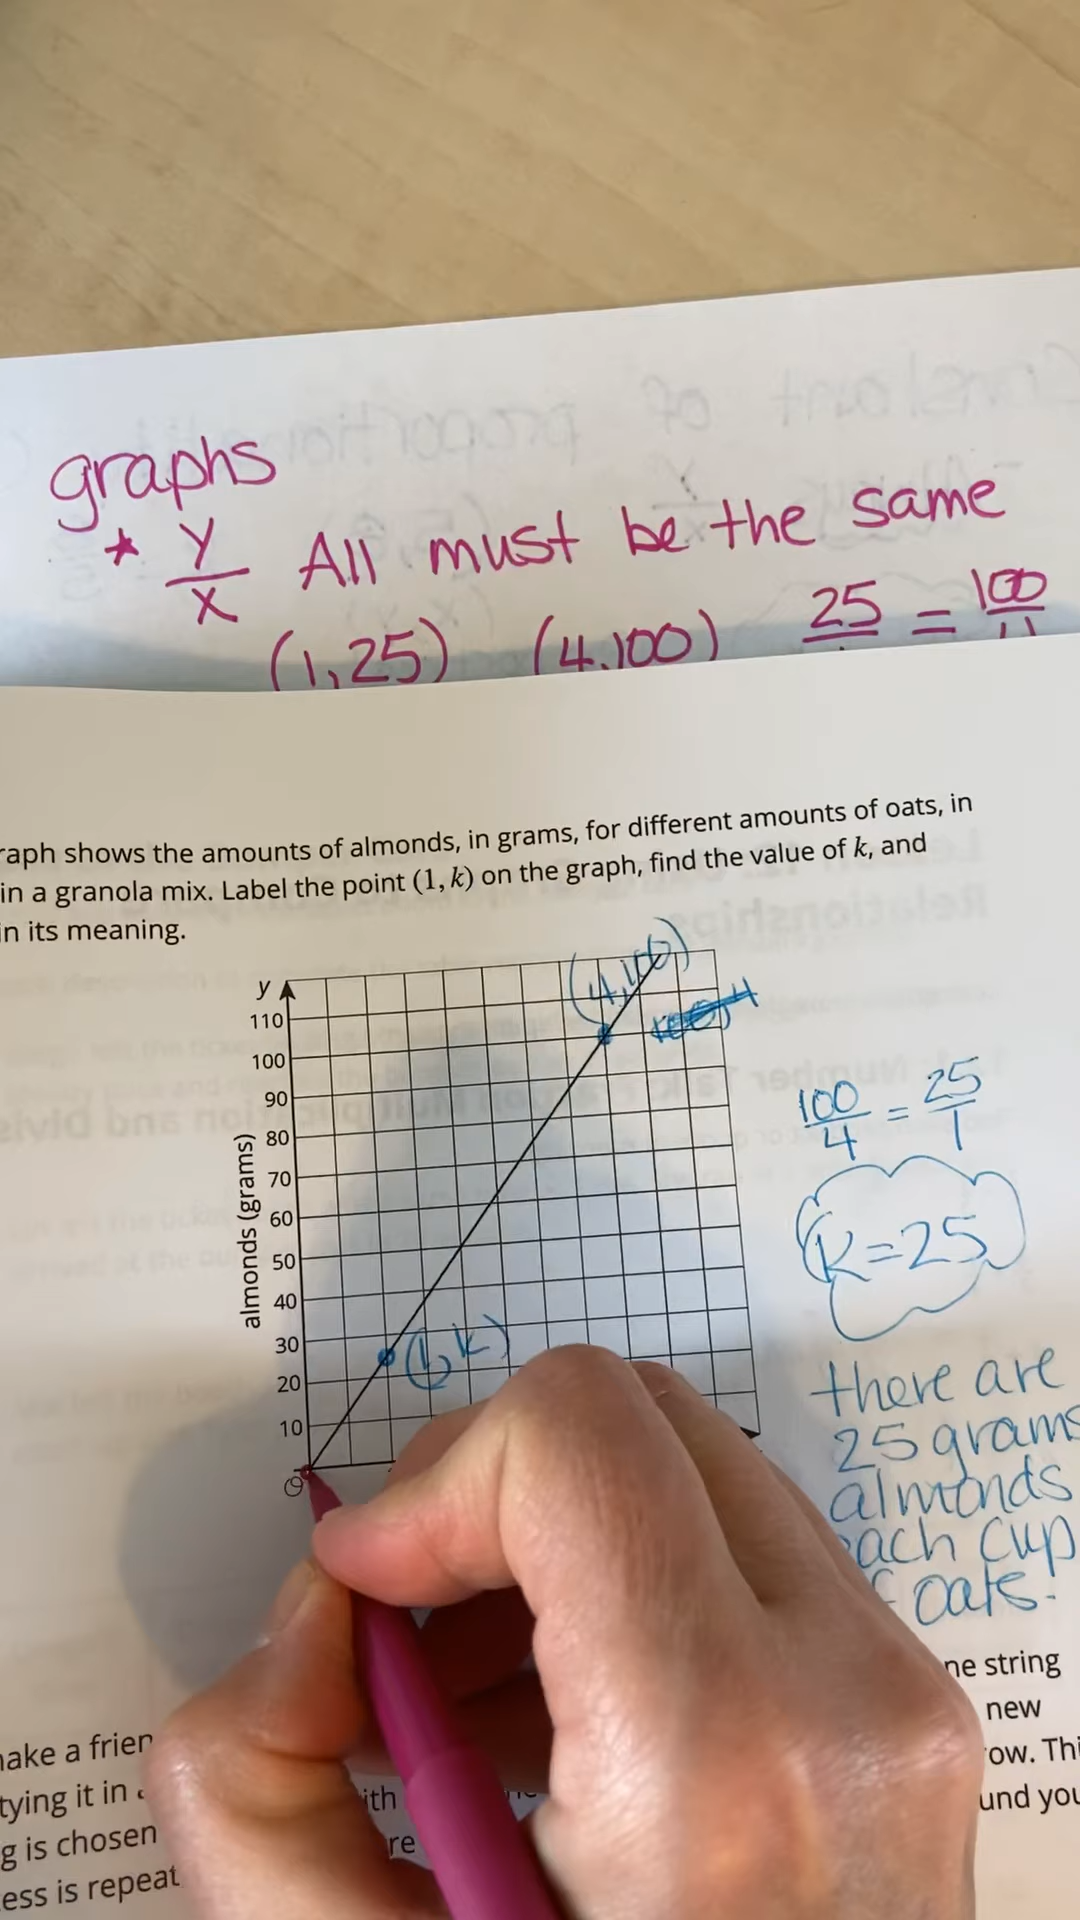 graphs
* y/x All must be the same
(1,25) (4,100) 25 = 100
raph shows the amounts of almonds, in grams, for different amounts of oats, in
in a granola mix. Label the point (1, k) on the graph, find the value of k, and
in its meaning.
y
(4,100)
110
100
90
80
70
60
50
40
30
20
10
0
almonds (grams)
(1,k)
100/4 = 25/1
K=25
there are
25 grams
almonds
each cup
oats!
ne string
new
ow. Thi
und you
ake a frien
tying it in
ith
g is chosen
re
ess is repeat